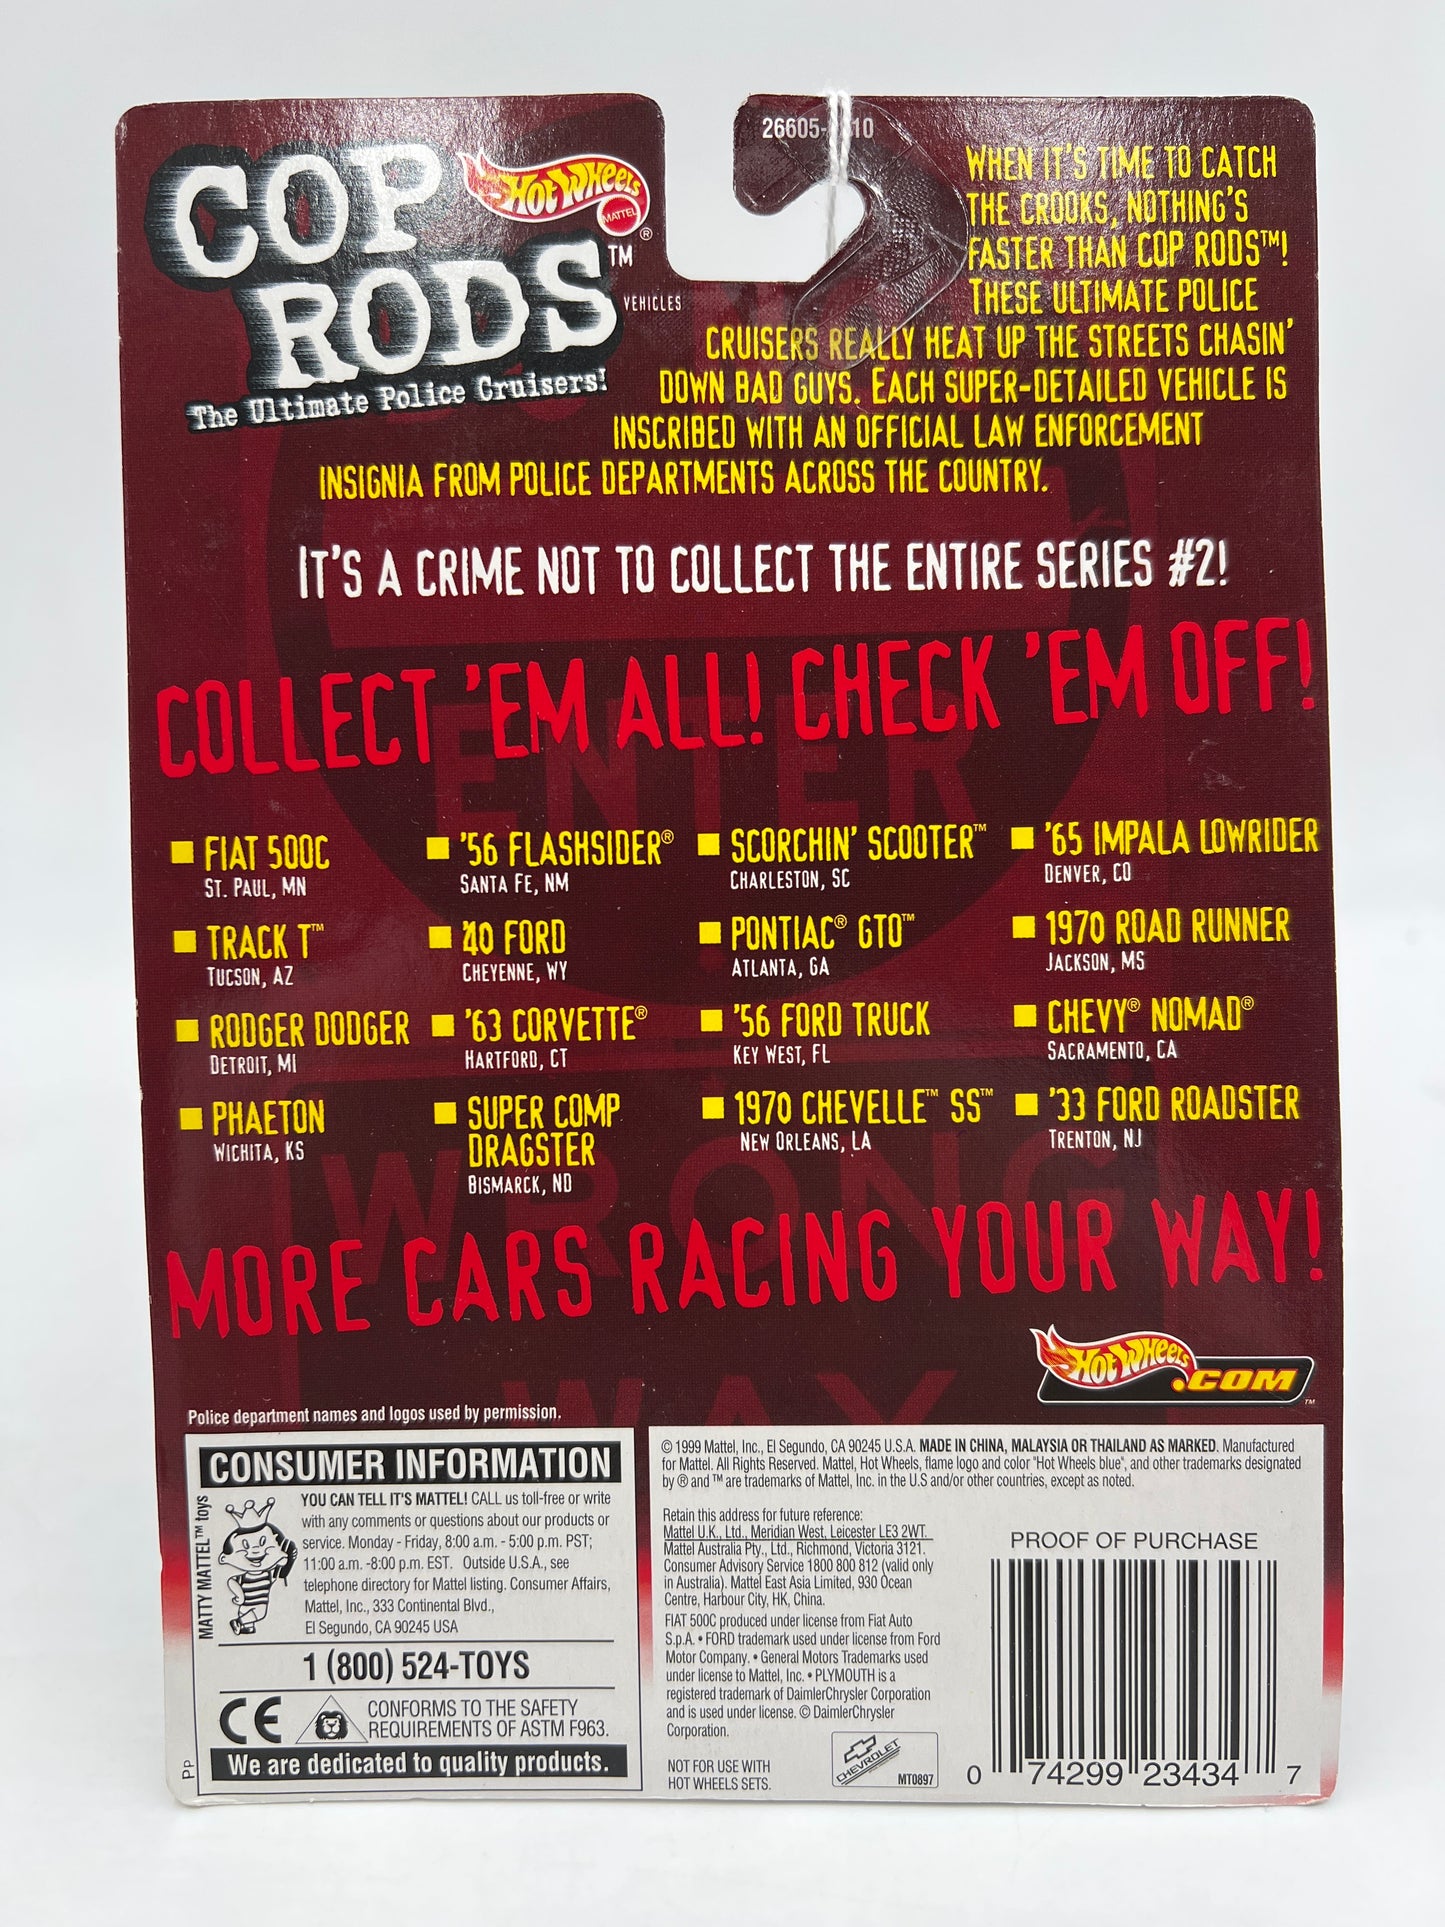 COP
RODS™
VEHICLES
The Ultimate Police Cruisers!
Hot Wheels
MATTEL
®
26605- 10
WHEN IT'S TIME TO CATCH
THE CROOKS, NOTHING'S
FASTER THAN COP RODS™!
THESE ULTIMATE POLICE
CRUISERS REALLY HEAT UP THE STREETS CHASIN'
DOWN BAD GUYS. EACH SUPER-DETAILED VEHICLE IS
INSCRIBED WITH AN OFFICIAL LAW ENFORCEMENT
INSIGNIA FROM POLICE DEPARTMENTS ACROSS THE COUNTRY.
IT'S A CRIME NOT TO COLLECT THE ENTIRE SERIES #2!
COLLECT 'EM ALL! CHECK 'EM OFF!
ENTER
FIAT 500C
ST. PAUL, MN
TRACK T™
TUCSON, AZ
RODGER DODGER
DETROIT, MI
PHAETON
WICHITA, KS
'56 FLASHSIDER®
SANTA FE, NM
'40 FORD
CHEYENNE, WY
'63 CORVETTE®
HARTFORD, CT
SUPER COMP
DRAGSTER
BISMARCK, ND
SCORCHIN' SCOOTER™
CHARLESTON, SC
PONTIAC® GTO™
ATLANTA, GA
'56 FORD TRUCK
KEY WEST, FL
1970 CHEVELLE™ SS™
NEW ORLEANS, LA
'65 IMPALA LOWRIDER
DENVER, CO
1970 ROAD RUNNER
JACKSON, MS
CHEVY® NOMAD®
SACRAMENTO, CA
'33 FORD ROADSTER
TRENTON, NJ
WRONG
WAY
MORE CARS RACING YOUR WAY!
Hot Wheels
.COM™
Police department names and logos used by permission.
CONSUMER INFORMATION
MATTY MATTEL™ toys
YOU CAN TELL IT'S MATTEL! CALL us toll-free or write
with any comments or questions about our products or
service. Monday - Friday, 8:00 a.m. - 5:00 p.m. PST;
11:00 a.m. -8:00 p.m. EST. Outside U.S.A., see
telephone directory for Mattel listing. Consumer Affairs,
Mattel, Inc., 333 Continental Blvd.,
El Segundo, CA 90245 USA
1 (800) 524-TOYS
CE
CONFORMS TO THE SAFETY
REQUIREMENTS OF ASTM F963.
We are dedicated to quality products.
PP
© 1999 Mattel, Inc., El Segundo, CA 90245 U.S.A. MADE IN CHINA, MALAYSIA OR THAILAND AS MARKED. Manufactured
for Mattel. All Rights Reserved. Mattel, Hot Wheels, flame logo and color "Hot Wheels blue", and other trademarks designated
by ® and ™ are trademarks of Mattel, Inc. in the U.S and/or other countries, except as noted.
Retain this address for future reference:
Mattel U.K., Ltd., Meridian West, Leicester LE3 2WT.
Mattel Australia Pty., Ltd., Richmond, Victoria 3121.
Consumer Advisory Service 1800 800 812 (valid only
in Australia). Mattel East Asia Limited, 930 Ocean
Centre, Harbour City, HK, China.
FIAT 500C produced under license from Fiat Auto
S.p.A. • FORD trademark used under license from Ford
Motor Company. • General Motors Trademarks used
under license to Mattel, Inc. • PLYMOUTH is a
registered trademark of DaimlerChrysler Corporation
and is used under license. © DaimlerChrysler
Corporation.
NOT FOR USE WITH
HOT WHEELS SETS.
CHEVROLET
MT0897
PROOF OF PURCHASE
0 74299 23434 7